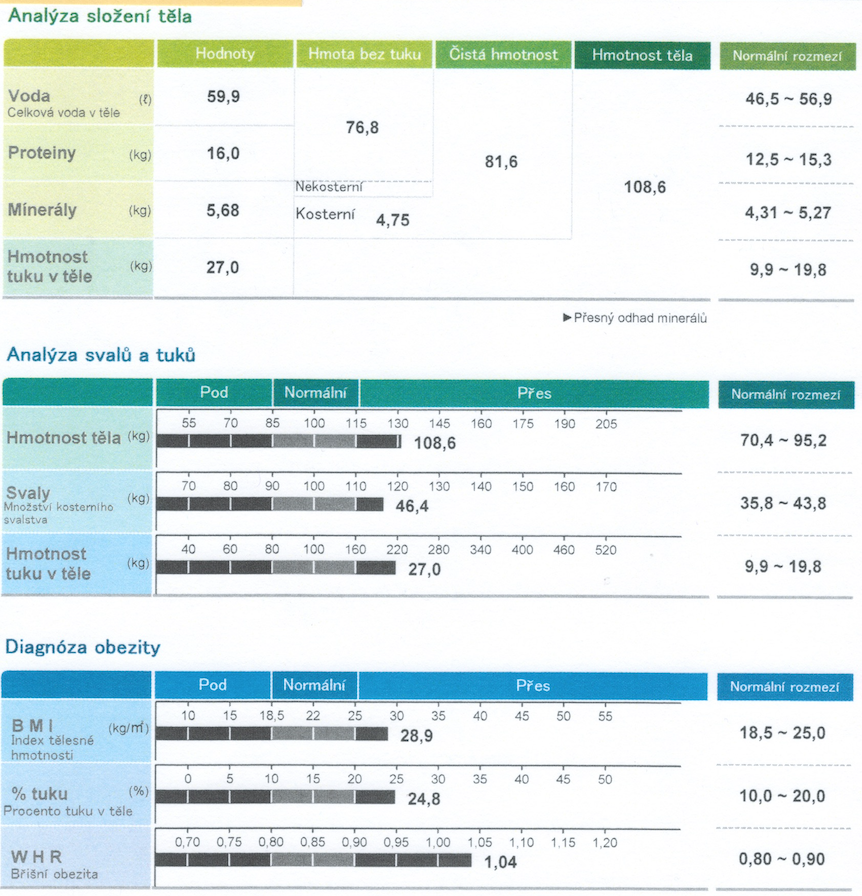 Analýza složení těla
Hodnoty Hmota bez tuku Čistá hmotnost Hmotnost těla Normální rozmezí
Voda (ℓ) 59,9 76,8 81,6 108,6 46,5 ~ 56,9
Celková voda v těle
Proteiny (kg) 16,0 12,5 ~ 15,3
Nekosterní
Minerály (kg) 5,68 Kosterní 4,75 4,31 ~ 5,27
Hmotnost
tuku v těle (kg) 27,0 9,9 ~ 19,8
►Přesný odhad minerálů
Analýza svalů a tuků
Pod Normální Přes Normální rozmezí
55 70 85 100 115 130 145 160 175 190 205
Hmotnost těla (kg) 108,6 70,4 ~ 95,2
70 80 90 100 110 120 130 140 150 160 170
Svaly (kg) 46,4 35,8 ~ 43,8
Množství kosterního
svalstva
40 60 80 100 160 220 280 340 400 460 520
Hmotnost
tuku v těle (kg) 27,0 9,9 ~ 19,8
Diagnóza obezity
Pod Normální Přes Normální rozmezí
10 15 18,5 22 25 30 35 40 45 50 55
B M I (kg/㎡) 28,9 18,5 ~ 25,0
Index tělesné
hmotnosti
0 5 10 15 20 25 30 35 40 45 50
% tuku (%) 24,8 10,0 ~ 20,0
Procento tuku v těle
0,70 0,75 0,80 0,85 0,90 0,95 1,00 1,05 1,10 1,15 1,20
W H R 1,04 0,80 ~ 0,90
Břišní obezita